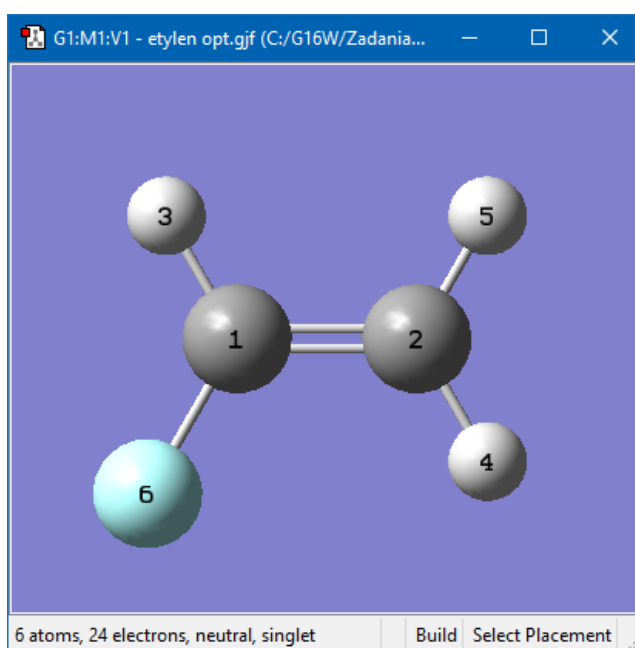 G1:M1:V1 - etylen opt.gjf (C:/G16W/Zadania...
3
5
1
2
4
6
6 atoms, 24 electrons, neutral, singlet
Build
Select Placement